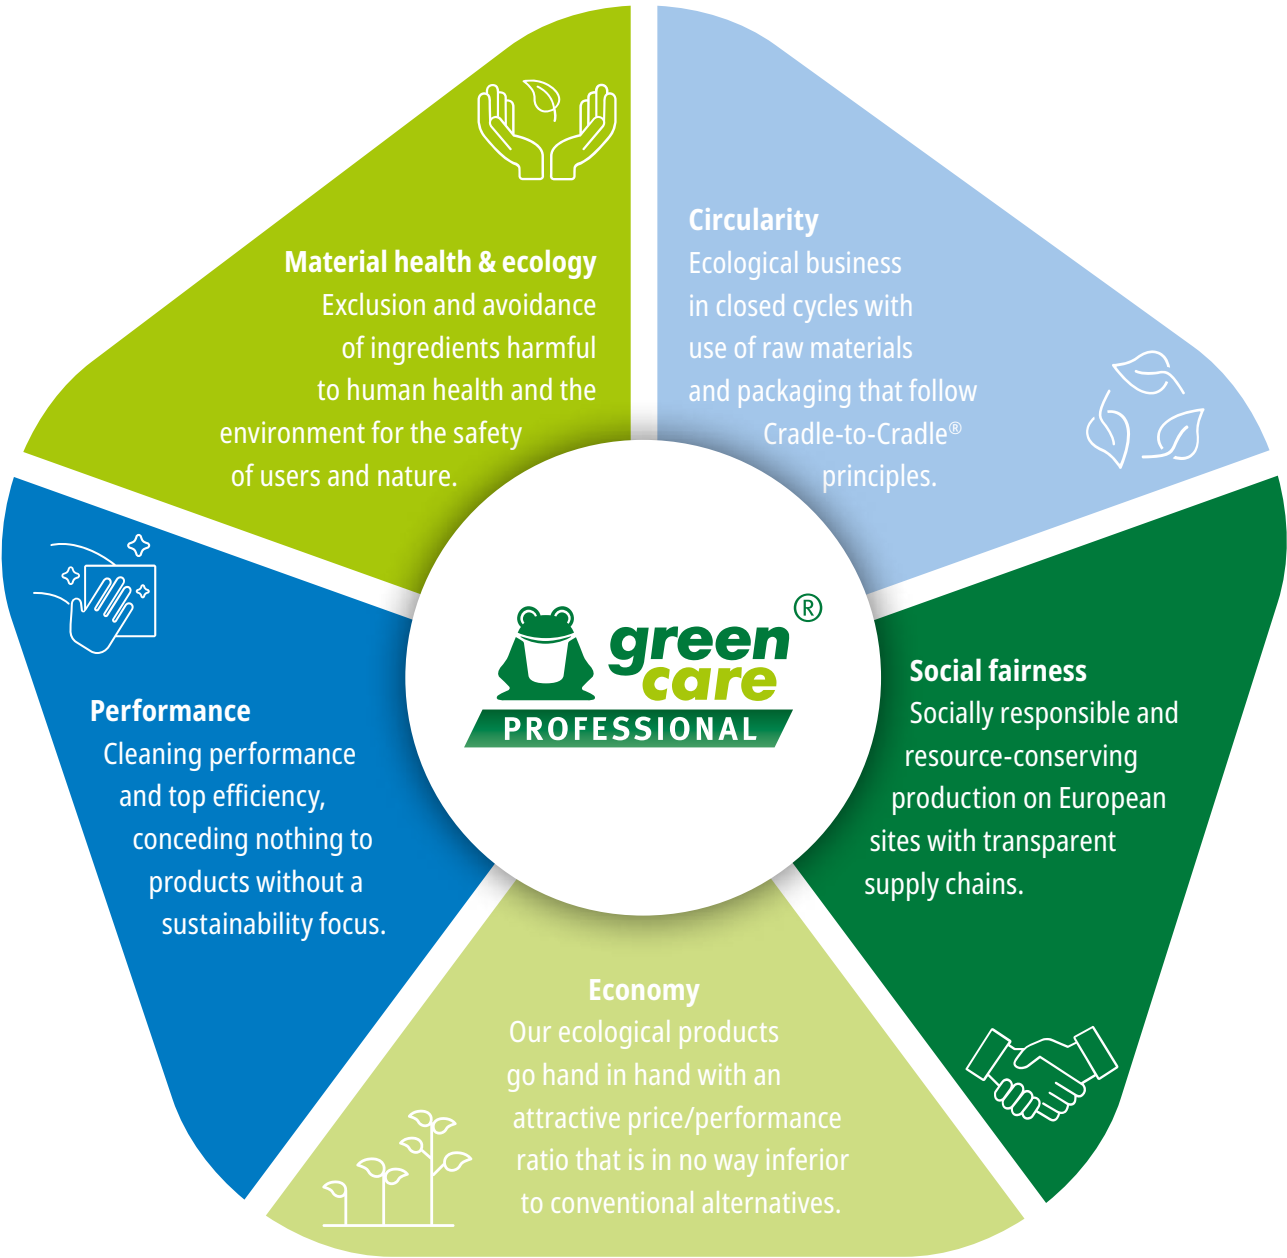 Material health & ecology
Exclusion and avoidance
of ingredients harmful
to human health and the
environment for the safety
of users and nature.
Circularity
Ecological business
in closed cycles with
use of raw materials
and packaging that follow
Cradle-to-Cradle®
principles.
Social fairness
Socially responsible and
resource-conserving
production on European
sites with transparent
supply chains.
Economy
Our ecological products
go hand in hand with an
attractive price/performance
ratio that is in no way inferior
to conventional alternatives.
Performance
Cleaning performance
and top efficiency,
conceding nothing to
products without a
sustainability focus.
green ®
care
PROFESSIONAL